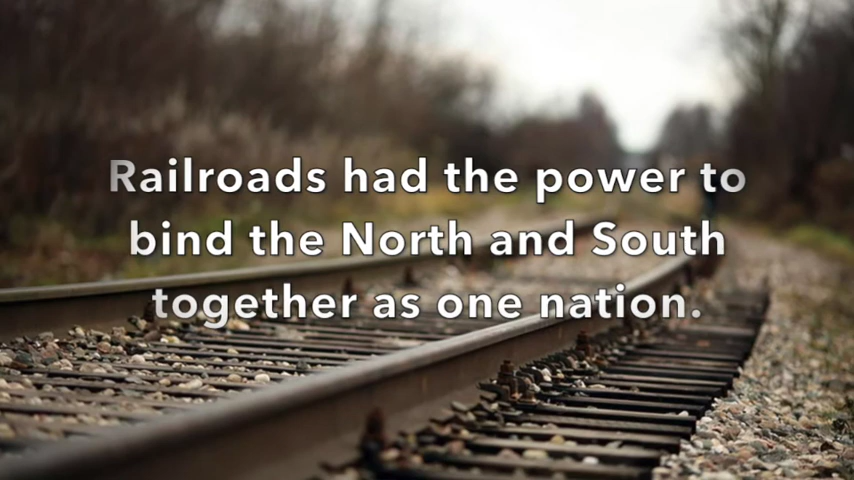 Railroads had the power to
bind the North and South
together as one nation.